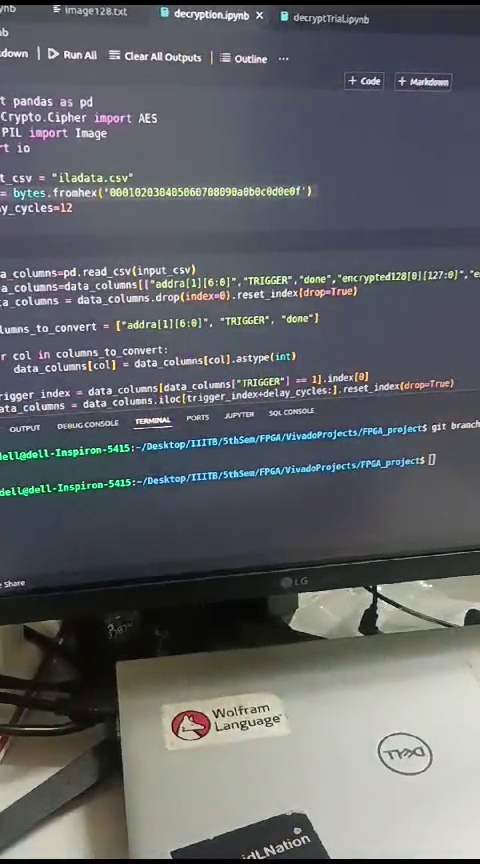 ynb
image128.txt
decryption.ipynb
decryptTrial.ipynb
nb
kdown
Run All
Clear All Outputs
Outline
...
+ Code
+ Markdown
t pandas as pd
Crypto.Cipher import AES
PIL import Image
rt io
t_csv = "iladata.csv"
= bytes.fromhex('000102030405060708090a0b0c0d0e0f')
ay_cycles=12
a_columns=pd.read_csv(input_csv)
a_columns=data_columns[["addra[1][6:0]","TRIGGER","done","encrypted128[0][127:0]","e
a_columns = data_columns.drop(index=0).reset_index(drop=True)
lumns_to_convert = ["addra[1][6:0]", "TRIGGER", "done"]
r col in columns_to_convert:
data_columns[col] = data_columns[col].astype(int)
rigger_index = data_columns[data_columns["TRIGGER"] == 1].index[0]
ata_columns = data_columns.iloc[trigger_index+delay_cycles:].reset_index(drop=True)
OUTPUT
DEBUG CONSOLE
TERMINAL
PORTS
JUPYTER
SQL CONSOLE
dell@dell-Inspiron-5415:~/Desktop/IIITB/5thSem/FPGA/VivadoProjects/FPGA_project$ git branch
dell@dell-Inspiron-5415:~/Desktop/IIITB/5thSem/FPGA/VivadoProjects/FPGA_project$
Share
LG
Wolfram
Language
DELL
idLNation